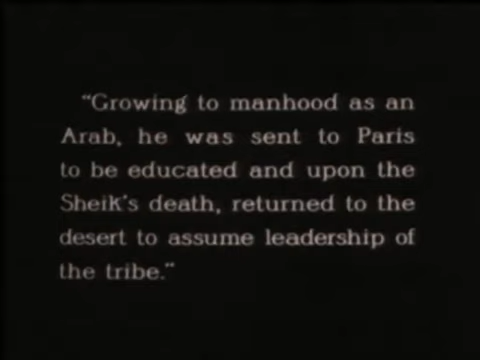 "Growing to manhood as an
Arab, he was sent to Paris
to be educated and upon the
Sheik's death, returned to the
desert to assume leadership of
the tribe."